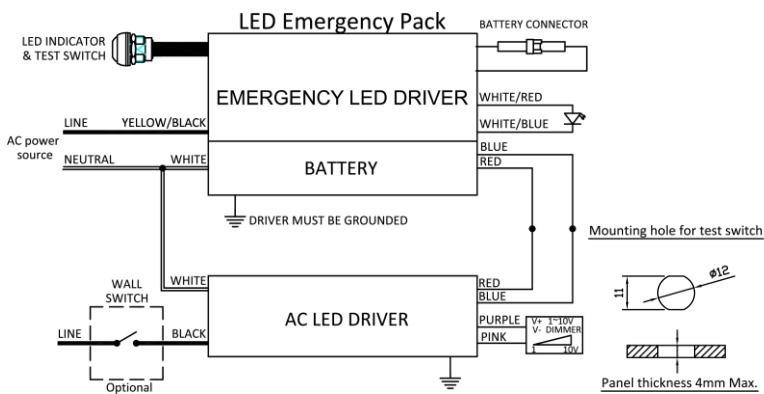 LED Emergency Pack
BATTERY CONNECTOR
LED INDICATOR
& TEST SWITCH
EMERGENCY LED DRIVER
WHITE/RED
WHITE/BLUE
LINE
YELLOW/BLACK
AC power
source
NEUTRAL
WHITE
BATTERY
BLUE
RED
DRIVER MUST BE GROUNDED
Mounting hole for test switch
ø12
11
WHITE
WALL
SWITCH
LINE
BLACK
Optional
AC LED DRIVER
RED
BLUE
PURPLE
PINK
V+ 1~10V
V- DIMMER
1 10V
Panel thickness 4mm Max.